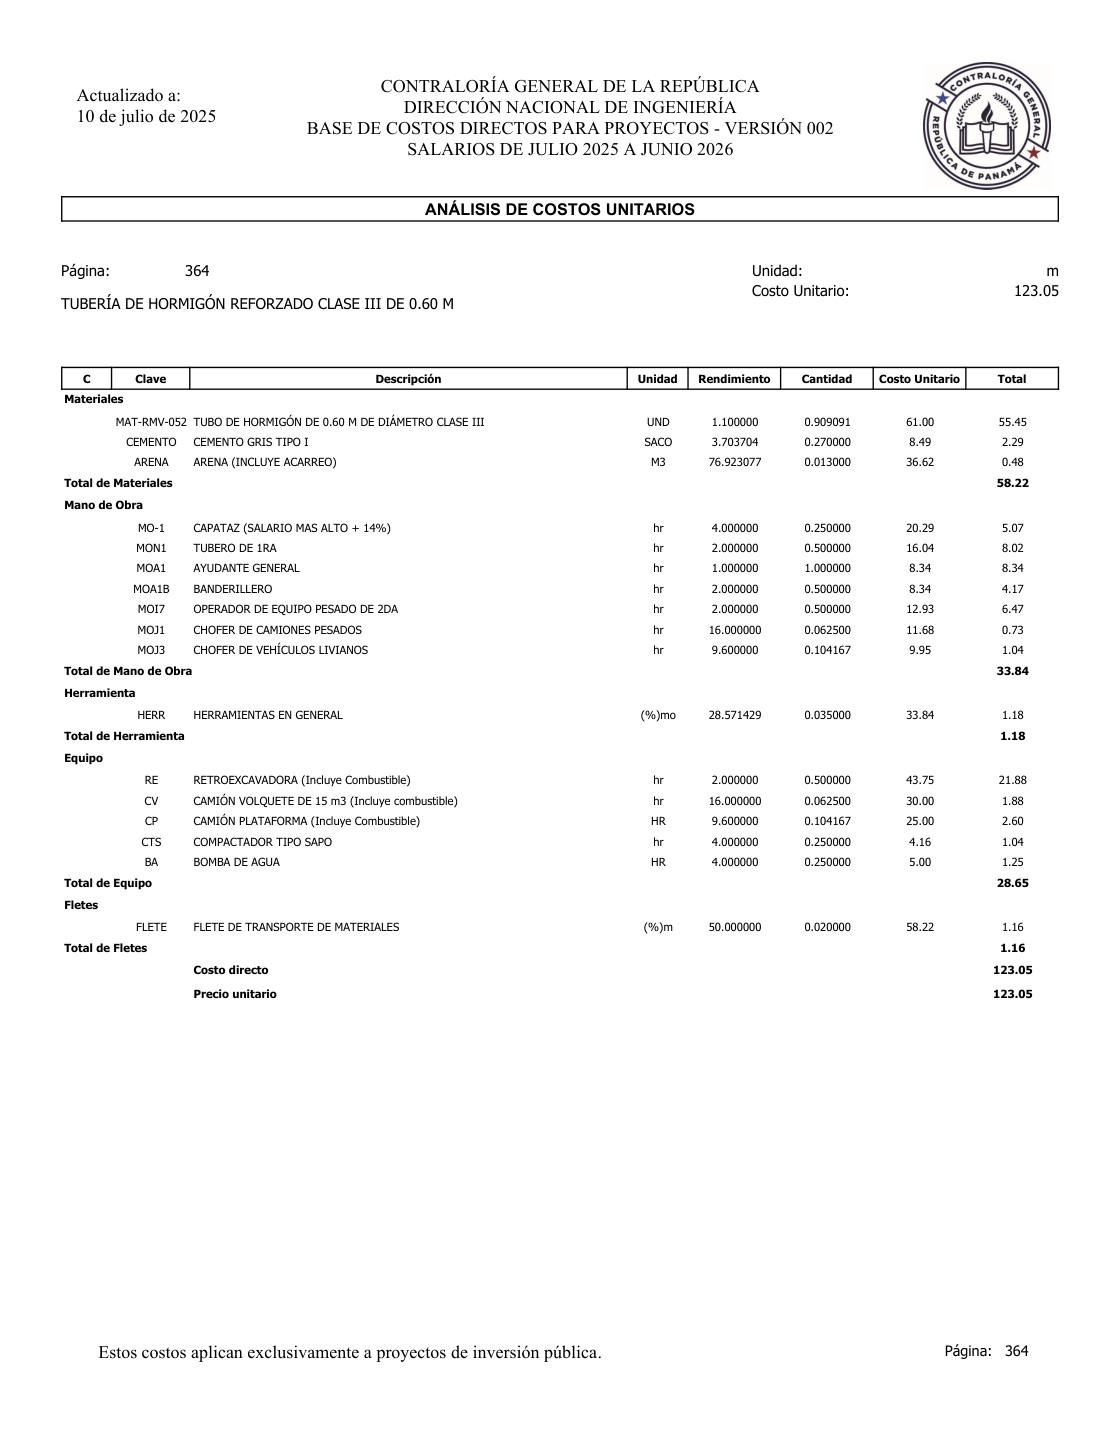 Actualizado a:
10 de julio de 2025
CONTRALORÍA GENERAL DE LA REPÚBLICA
DIRECCIÓN NACIONAL DE INGENIERÍA
BASE DE COSTOS DIRECTOS PARA PROYECTOS - VERSIÓN 002
SALARIOS DE JULIO 2025 A JUNIO 2026
CONTRALORÍA GENERAL
REPÚBLICA DE PANAMÁ
ANÁLISIS DE COSTOS UNITARIOS
Página: 364
Unidad: m
Costo Unitario: 123.05
TUBERÍA DE HORMIGÓN REFORZADO CLASE III DE 0.60 M
C Clave Descripción Unidad Rendimiento Cantidad Costo Unitario Total
Materiales
MAT-RMV-052 TUBO DE HORMIGÓN DE 0.60 M DE DIÁMETRO CLASE III UND 1.100000 0.909091 61.00 55.45
CEMENTO CEMENTO GRIS TIPO I SACO 3.703704 0.270000 8.49 2.29
ARENA ARENA (INCLUYE ACARREO) M3 76.923077 0.013000 36.62 0.48
Total de Materiales 58.22
Mano de Obra
MO-1 CAPATAZ (SALARIO MAS ALTO + 14%) hr 4.000000 0.250000 20.29 5.07
MON1 TUBERO DE 1RA hr 2.000000 0.500000 16.04 8.02
MOA1 AYUDANTE GENERAL hr 1.000000 1.000000 8.34 8.34
MOA1B BANDERILLERO hr 2.000000 0.500000 8.34 4.17
MOI7 OPERADOR DE EQUIPO PESADO DE 2DA hr 2.000000 0.500000 12.93 6.47
MOJ1 CHOFER DE CAMIONES PESADOS hr 16.000000 0.062500 11.68 0.73
MOJ3 CHOFER DE VEHÍCULOS LIVIANOS hr 9.600000 0.104167 9.95 1.04
Total de Mano de Obra 33.84
Herramienta
HERR HERRAMIENTAS EN GENERAL (%)mo 28.571429 0.035000 33.84 1.18
Total de Herramienta 1.18
Equipo
RE RETROEXCAVADORA (Incluye Combustible) hr 2.000000 0.500000 43.75 21.88
CV CAMIÓN VOLQUETE DE 15 m3 (Incluye combustible) hr 16.000000 0.062500 30.00 1.88
CP CAMIÓN PLATAFORMA (Incluye Combustible) HR 9.600000 0.104167 25.00 2.60
CTS COMPACTADOR TIPO SAPO hr 4.000000 0.250000 4.16 1.04
BA BOMBA DE AGUA HR 4.000000 0.250000 5.00 1.25
Total de Equipo 28.65
Fletes
FLETE FLETE DE TRANSPORTE DE MATERIALES (%)m 50.000000 0.020000 58.22 1.16
Total de Fletes 1.16
Costo directo 123.05
Precio unitario 123.05
Estos costos aplican exclusivamente a proyectos de inversión pública.
Página: 364